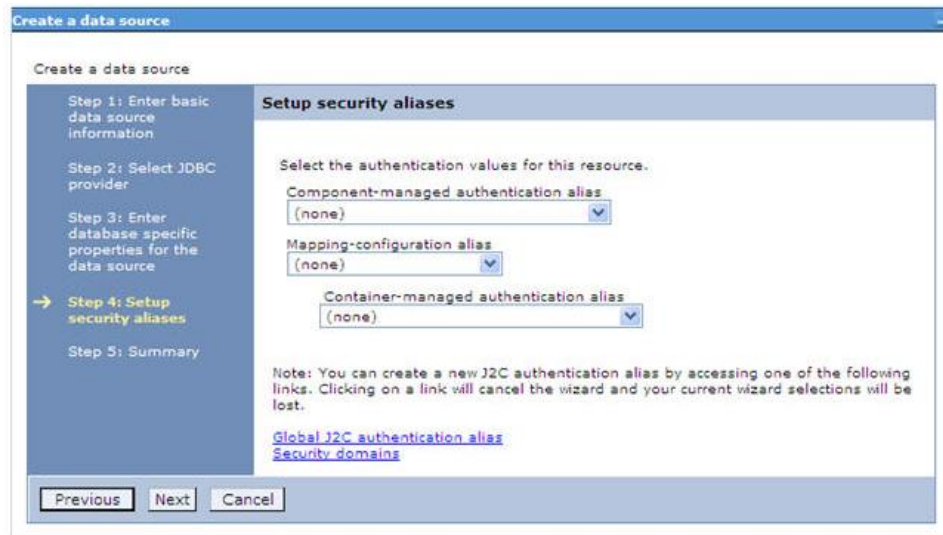 Create a data source
Create a data source
Step 1: Enter basic
data source
information
Step 2: Select JDBC
provider
Step 3: Enter
database specific
properties for the
data source
Step 4: Setup
security aliases
Step 5: Summary
Setup security aliases
Select the authentication values for this resource.
Component-managed authentication alias
(none)
Mapping-configuration alias
(none)
Container-managed authentication alias
(none)
Note: You can create a new J2C authentication alias by accessing one of the following
links. Clicking on a link will cancel the wizard and your current wizard selections will be
lost.
Global J2C authentication alias
Security domains
Previous Next Cancel